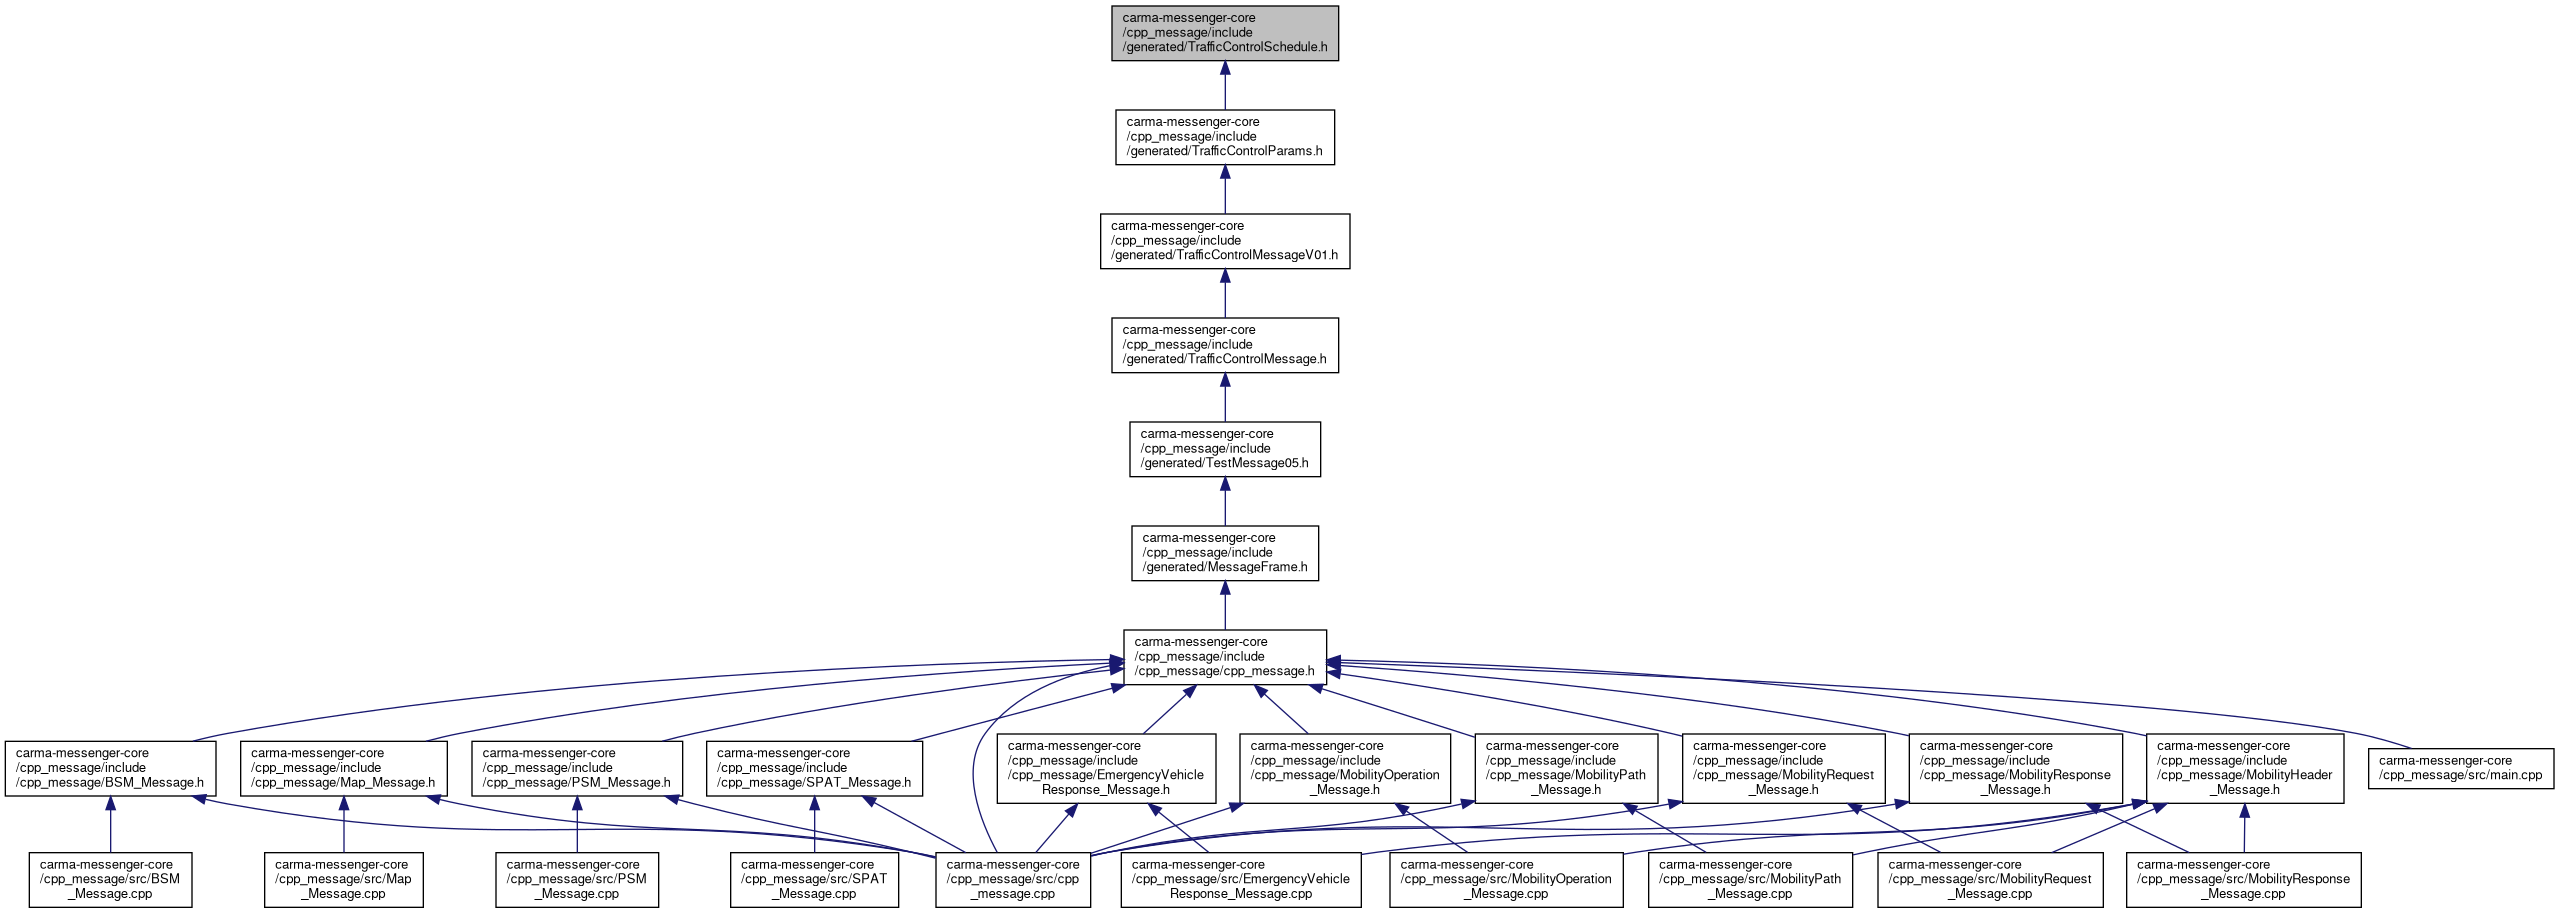 carma-messenger-core
/cpp_message/include
/generated/TrafficControlSchedule.h
carma-messenger-core
/cpp_message/include
/generated/TrafficControlParams.h
carma-messenger-core
/cpp_message/include
/generated/TrafficControlMessageV01.h
carma-messenger-core
/cpp_message/include
/generated/TrafficControlMessage.h
carma-messenger-core
/cpp_message/include
/generated/TestMessage05.h
carma-messenger-core
/cpp_message/include
/generated/MessageFrame.h
carma-messenger-core
/cpp_message/include
/cpp_message/cpp_message.h
carma-messenger-core
/cpp_message/include
/cpp_message/BSM_Message.h
carma-messenger-core
/cpp_message/include
/cpp_message/Map_Message.h
carma-messenger-core
/cpp_message/include
/cpp_message/PSM_Message.h
carma-messenger-core
/cpp_message/include
/cpp_message/SPAT_Message.h
carma-messenger-core
/cpp_message/include
/cpp_message/EmergencyVehicle
Response_Message.h
carma-messenger-core
/cpp_message/include
/cpp_message/MobilityOperation
_Message.h
carma-messenger-core
/cpp_message/include
/cpp_message/MobilityPath
_Message.h
carma-messenger-core
/cpp_message/include
/cpp_message/MobilityRequest
_Message.h
carma-messenger-core
/cpp_message/include
/cpp_message/MobilityResponse
_Message.h
carma-messenger-core
/cpp_message/include
/cpp_message/MobilityHeader
_Message.h
carma-messenger-core
/cpp_message/src/main.cpp
carma-messenger-core
/cpp_message/src/BSM
_Message.cpp
carma-messenger-core
/cpp_message/src/Map
_Message.cpp
carma-messenger-core
/cpp_message/src/PSM
_Message.cpp
carma-messenger-core
/cpp_message/src/SPAT
_Message.cpp
carma-messenger-core
/cpp_message/src/cpp
_message.cpp
carma-messenger-core
/cpp_message/src/EmergencyVehicle
Response_Message.cpp
carma-messenger-core
/cpp_message/src/MobilityOperation
_Message.cpp
carma-messenger-core
/cpp_message/src/MobilityPath
_Message.cpp
carma-messenger-core
/cpp_message/src/MobilityRequest
_Message.cpp
carma-messenger-core
/cpp_message/src/MobilityResponse
_Message.cpp